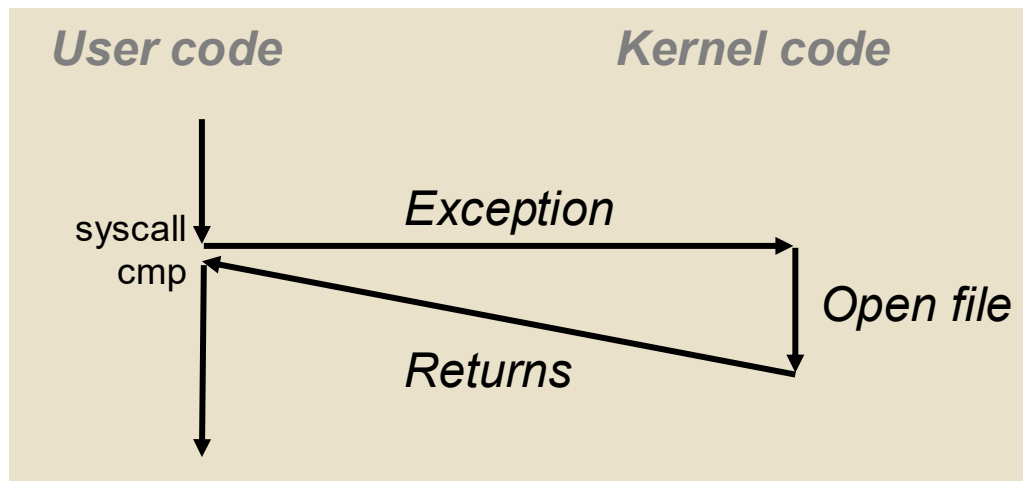 User code
Kernel code
Exception
syscall
cmp
Open file
Returns